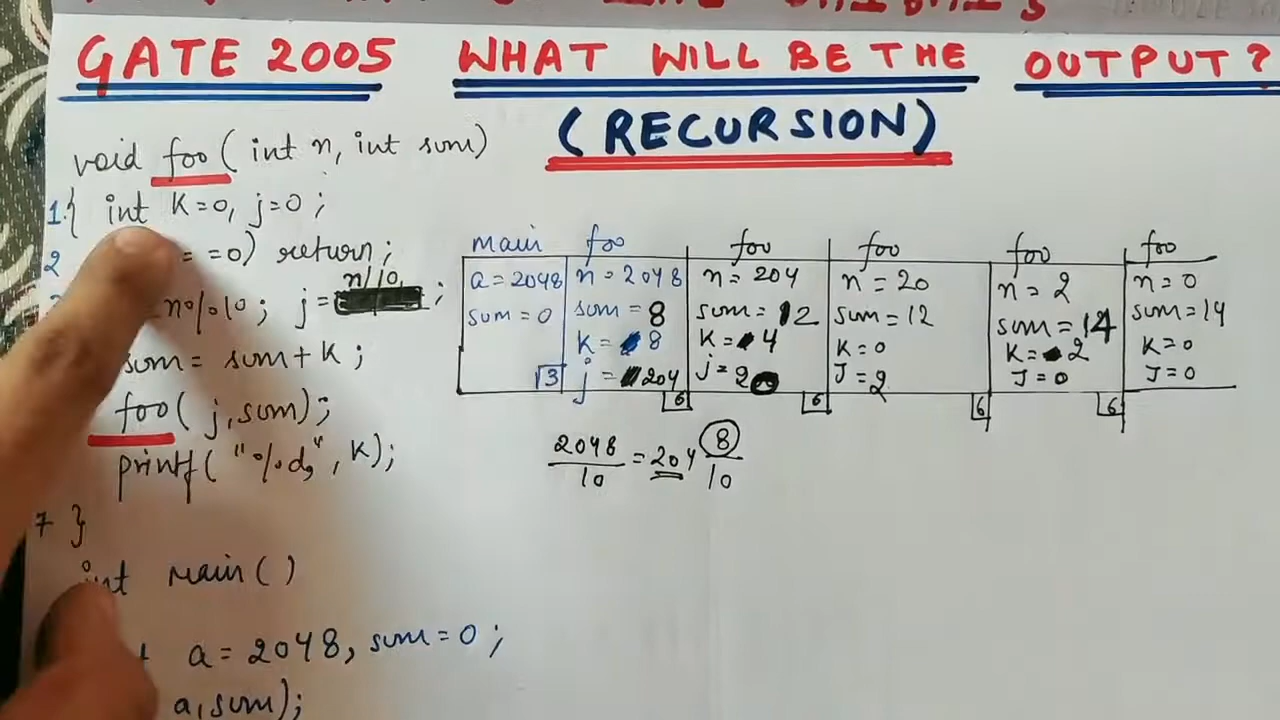 GATE 2005 WHAT WILL BE THE OUTPUT?
(RECURSION)
void foo( int n, int sum)
1.{ int K=0, j=0 ;
2 ==0) return;
n%10; j= n/10 ;
sum= sum+K ;
foo( j,sum);
printf( "%d," , K);
7 }
int main()
a= 2048, sum=0 ;
a,sum);
main foo foo foo foo foo
a=2048 n=2048 n=204 n=20 n=2 n=0
sum=0 sum=8 sum=12 sum=12 sum=14 sum=14
K= 8 K= 4 K=0 K= 2 K=0
3 j= 204 j=2 J=2 J=0 J=0
6 6 6 6
2048/10 = 204 8/10